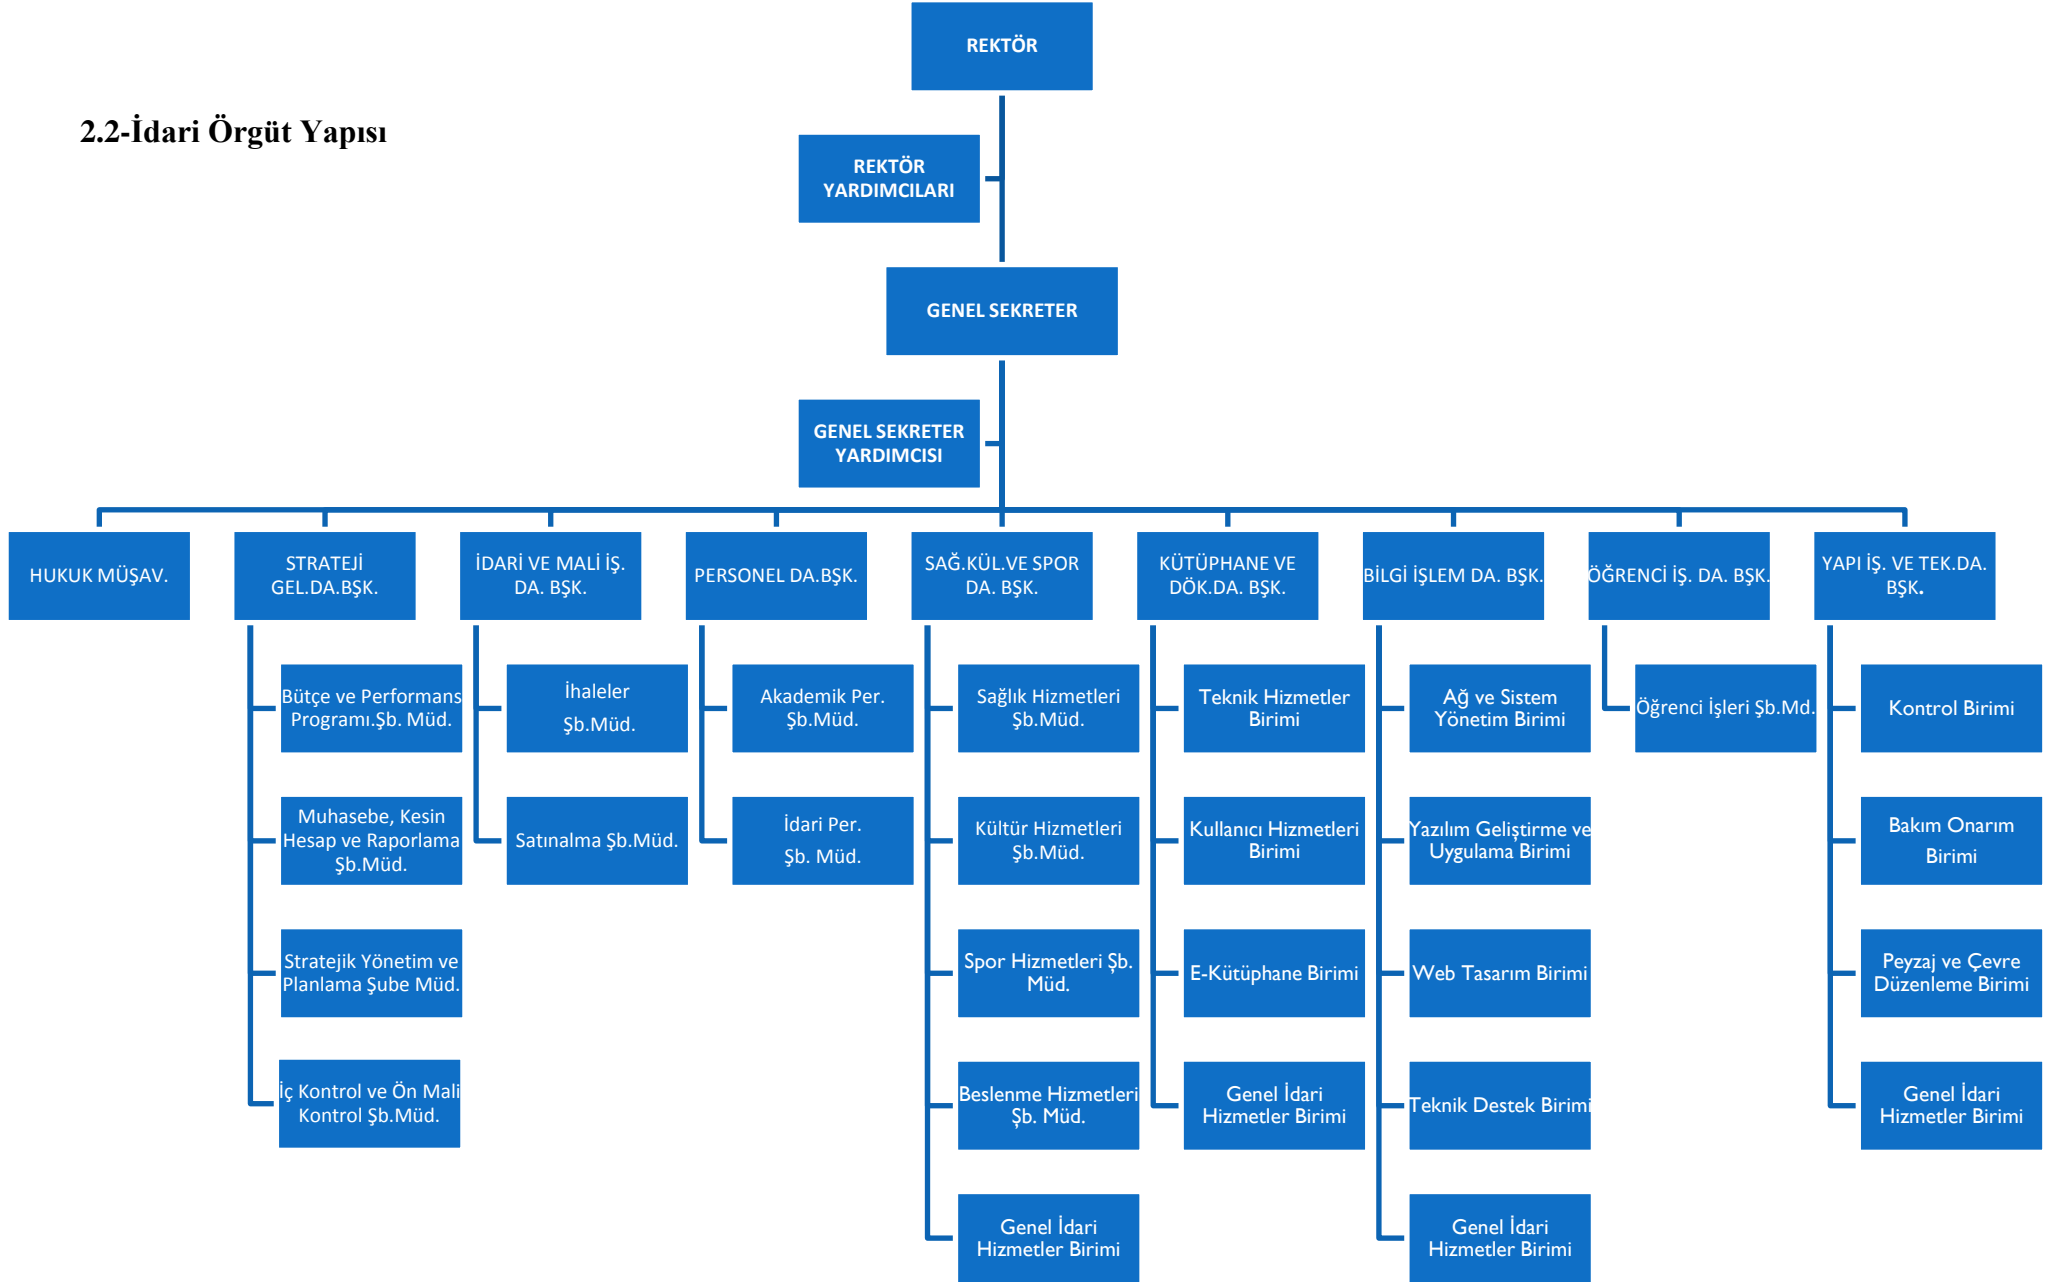 REKTÖR
2.2-İdari Örgüt Yapısı
REKTÖR
YARDIMCILARI
GENEL SEKRETER
GENEL SEKRETER
YARDIMCISI
HUKUK MÜŞAV.
STRATEJİ
GEL.DA.BŞK.
İDARİ VE MALİ İŞ.
DA. BŞK.
PERSONEL DA.BŞK.
SAĞ.KÜL.VE SPOR
DA. BŞK.
KÜTÜPHANE VE
DÖK.DA. BŞK.
BİLGİ İŞLEM DA. BŞK.
ÖĞRENCİ İŞ. DA. BŞK.
YAPI İŞ. VE TEK.DA.
BŞK.
Bütçe ve Performans
Programı.Şb. Müd.
Muhasebe, Kesin
Hesap ve Raporlama
Şb.Müd.
Stratejik Yönetim ve
Planlama Şube Müd.
İç Kontrol ve Ön Mali
Kontrol Şb.Müd.
İhaleler
Şb.Müd.
Satınalma Şb.Müd.
Akademik Per.
Şb.Müd.
İdari Per.
Şb. Müd.
Sağlık Hizmetleri
Şb.Müd.
Kültür Hizmetleri
Şb.Müd.
Spor Hizmetleri Şb.
Müd.
Beslenme Hizmetleri
Şb. Müd.
Genel İdari
Hizmetler Birimi
Teknik Hizmetler
Birimi
Kullanıcı Hizmetleri
Birimi
E-Kütüphane Birimi
Genel İdari
Hizmetler Birimi
Ağ ve Sistem
Yönetim Birimi
Yazılım Geliştirme ve
Uygulama Birimi
Web Tasarım Birimi
Teknik Destek Birimi
Genel İdari
Hizmetler Birimi
Öğrenci İşleri Şb.Md.
Kontrol Birimi
Bakım Onarım
Birimi
Peyzaj ve Çevre
Düzenleme Birimi
Genel İdari
Hizmetler Birimi